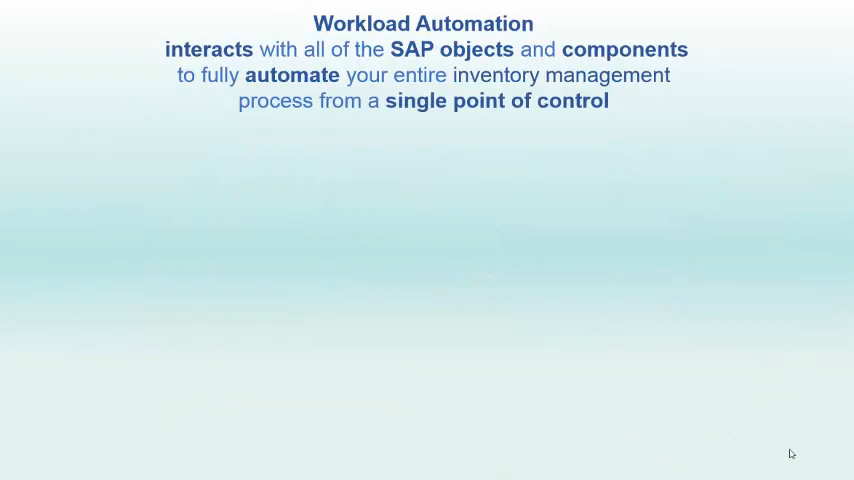 Workload Automation
interacts with all of the SAP objects and components
to fully automate your entire inventory management
process from a single point of control